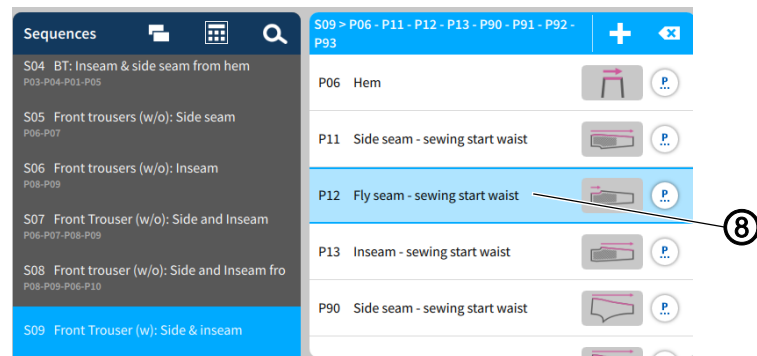 Sequences
S04 BT: Inseam & side seam from hem
P03-P04-P01-P05
S05 Front trousers (w/o): Side seam
P06-P07
S06 Front trousers (w/o): Inseam
P08-P09
S07 Front Trouser (w/o): Side and Inseam
P06-P07-P08-P09
S08 Front trouser (w/o): Side and Inseam fro
P08-P09-P06-P10
S09 Front Trouser (w): Side & inseam
S09 > P06 - P11 - P12 - P13 - P90 - P91 - P92 -
P93
P06 Hem P...
P11 Side seam - sewing start waist P...
P12 Fly seam - sewing start waist P...
P13 Inseam - sewing start waist P...
P90 Side seam - sewing start waist P...
8